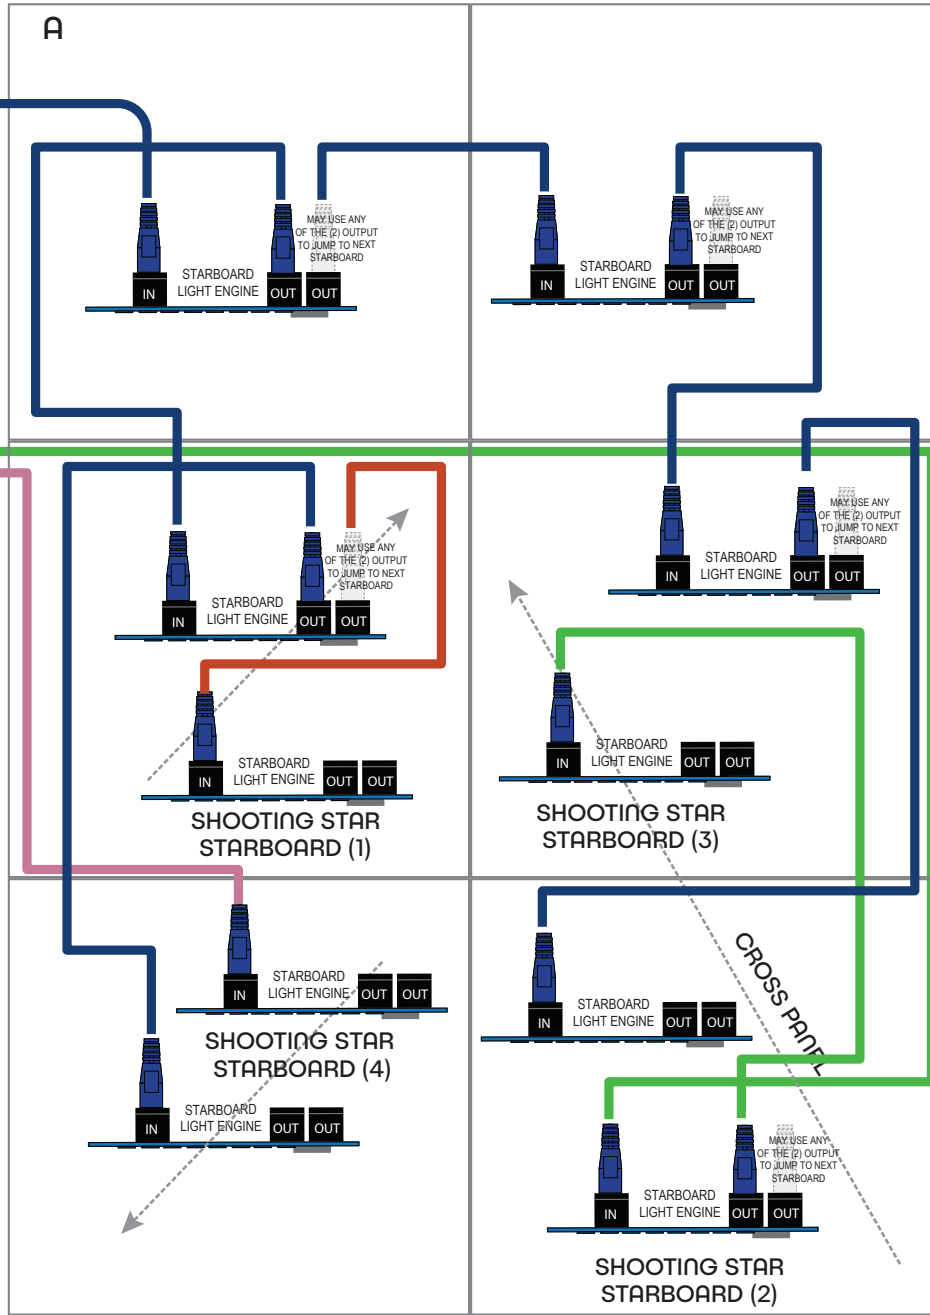 A
MAY USE ANY
OF THE (2) OUTPUT
TO JUMP TO NEXT
STARBOARD
STARBOARD
LIGHT ENGINE
IN
OUT
OUT
MAY USE ANY
OF THE (2) OUTPUT
TO JUMP TO NEXT
STARBOARD
STARBOARD
LIGHT ENGINE
IN
OUT
OUT
MAY USE ANY
OF THE (2) OUTPUT
TO JUMP TO NEXT
STARBOARD
STARBOARD
LIGHT ENGINE
IN
OUT
OUT
MAY USE ANY
OF THE (2) OUTPUT
TO JUMP TO NEXT
STARBOARD
STARBOARD
LIGHT ENGINE
IN
OUT
OUT
STARBOARD
LIGHT ENGINE
IN
OUT
OUT
SHOOTING STAR
STARBOARD (1)
STARBOARD
LIGHT ENGINE
IN
OUT
OUT
SHOOTING STAR
STARBOARD (3)
STARBOARD
LIGHT ENGINE
IN
OUT
OUT
SHOOTING STAR
STARBOARD (4)
STARBOARD
LIGHT ENGINE
IN
OUT
OUT
CROSS PANEL
STARBOARD
LIGHT ENGINE
IN
OUT
OUT
MAY USE ANY
OF THE (2) OUTPUT
TO JUMP TO NEXT
STARBOARD
STARBOARD
LIGHT ENGINE
IN
OUT
OUT
SHOOTING STAR
STARBOARD (2)